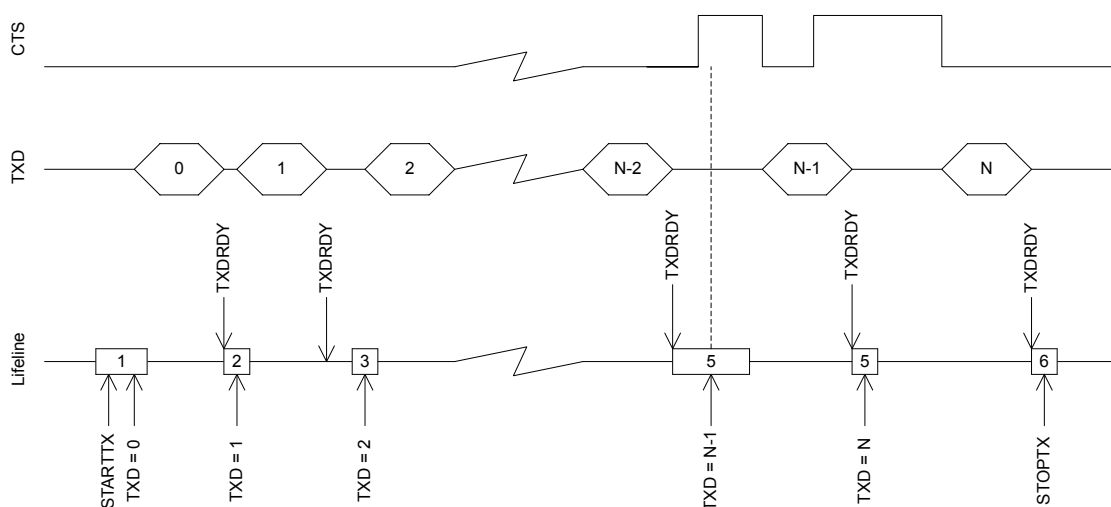 CTS
TXD
0
1
2
N-2
N-1
N
TXDRDY
TXDRDY
TXDRDY
TXDRDY
TXDRDY
Lifeline
1
2
3
5
5
6
STARTTX
TXD = 0
TXD = 1
TXD = 2
TXD = N-1
TXD = N
STOPTX